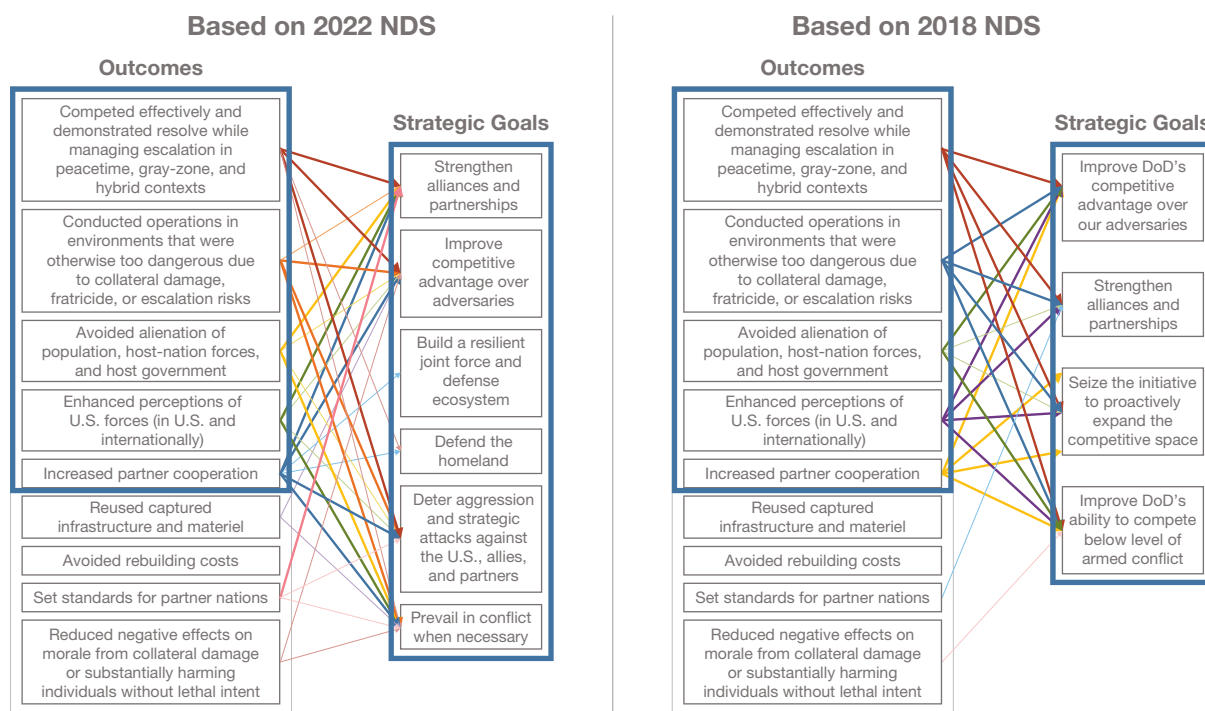 Based on 2022 NDS
Outcomes
Competed effectively and
demonstrated resolve while
managing escalation in
peacetime, gray-zone, and
hybrid contexts
Conducted operations in
environments that were
otherwise too dangerous due
to collateral damage,
fratricide, or escalation risks
Avoided alienation of
population, host-nation forces,
and host government
Enhanced perceptions of
U.S. forces (in U.S. and
internationally)
Increased partner cooperation
Reused captured
infrastructure and materiel
Avoided rebuilding costs
Set standards for partner nations
Reduced negative effects on
morale from collateral damage
or substantially harming
individuals without lethal intent
Strategic Goals
Strengthen
alliances and
partnerships
Improve
competitive
advantage over
adversaries
Build a resilient
joint force and
defense
ecosystem
Defend the
homeland
Deter aggression
and strategic
attacks against
the U.S., allies,
and partners
Prevail in conflict
when necessary
Based on 2018 NDS
Outcomes
Competed effectively and
demonstrated resolve while
managing escalation in
peacetime, gray-zone, and
hybrid contexts
Conducted operations in
environments that were
otherwise too dangerous due
to collateral damage,
fratricide, or escalation risks
Avoided alienation of
population, host-nation forces,
and host government
Enhanced perceptions of
U.S. forces (in U.S. and
internationally)
Increased partner cooperation
Reused captured
infrastructure and materiel
Avoided rebuilding costs
Set standards for partner nations
Reduced negative effects on
morale from collateral damage
or substantially harming
individuals without lethal intent
Strategic Goals
Improve DoD's
competitive
advantage over
our adversaries
Strengthen
alliances and
partnerships
Seize the initiative
to proactively
expand the
competitive space
Improve DoD's
ability to compete
below level of
armed conflict